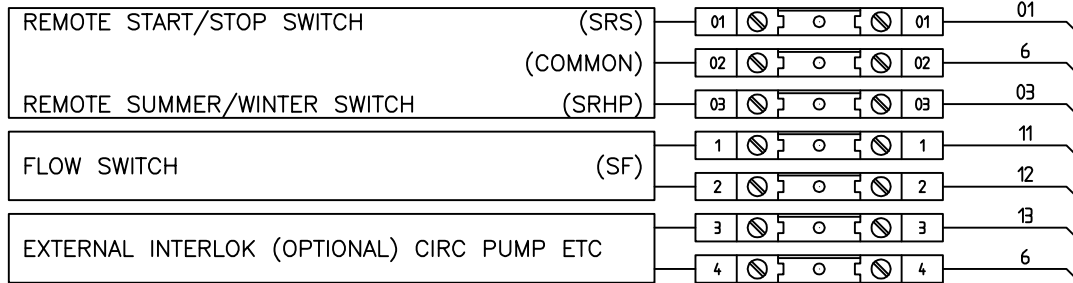 REMOTE START/STOP SWITCH (SRS) 01 01 01
(COMMON) 02 02 6
REMOTE SUMMER/WINTER SWITCH (SRHP) 03 03 03
1 1 11
FLOW SWITCH (SF)
2 2 12
3 3 13
EXTERNAL INTERLOK (OPTIONAL) CIRC PUMP ETC
4 4 6